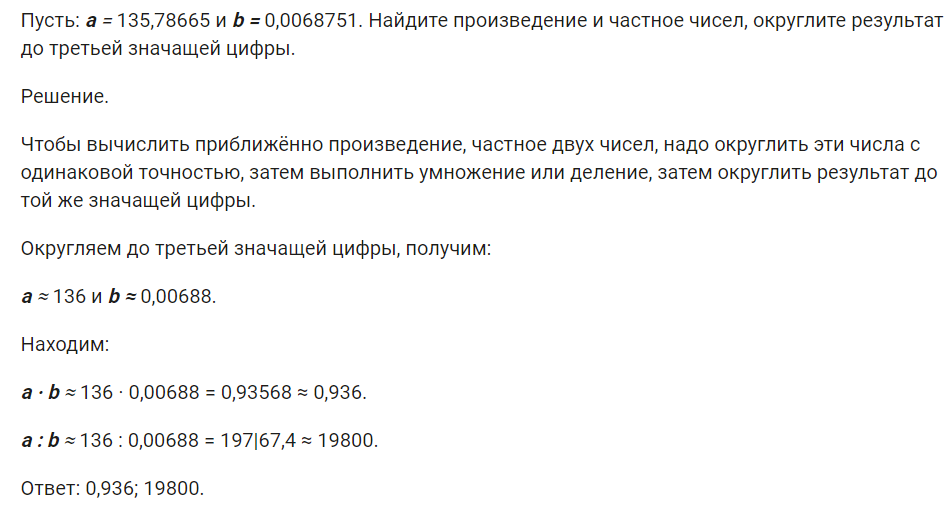 Пусть: a = 135,78665 и b = 0,0068751. Найдите произведение и частное чисел, округлите результат
до третьей значащей цифры.
Решение.
Чтобы вычислить приближённо произведение, частное двух чисел, надо округлить эти числа с
одинаковой точностью, затем выполнить умножение или деление, затем округлить результат до
той же значащей цифры.
Округляем до третьей значащей цифры, получим:
a ≈ 136 и b ≈ 0,00688.
Находим:
a · b ≈ 136 · 0,00688 = 0,93568 ≈ 0,936.
a : b ≈ 136 : 0,00688 = 197|67,4 ≈ 19800.
Ответ: 0,936; 19800.